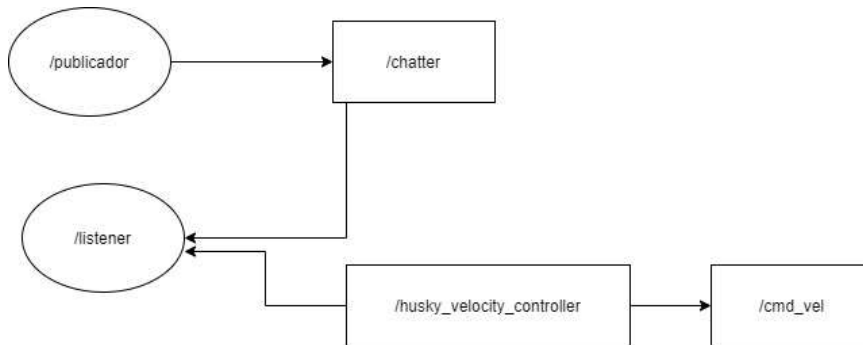 /publicador
/chatter
/listener
/husky_velocity_controller
/cmd_vel